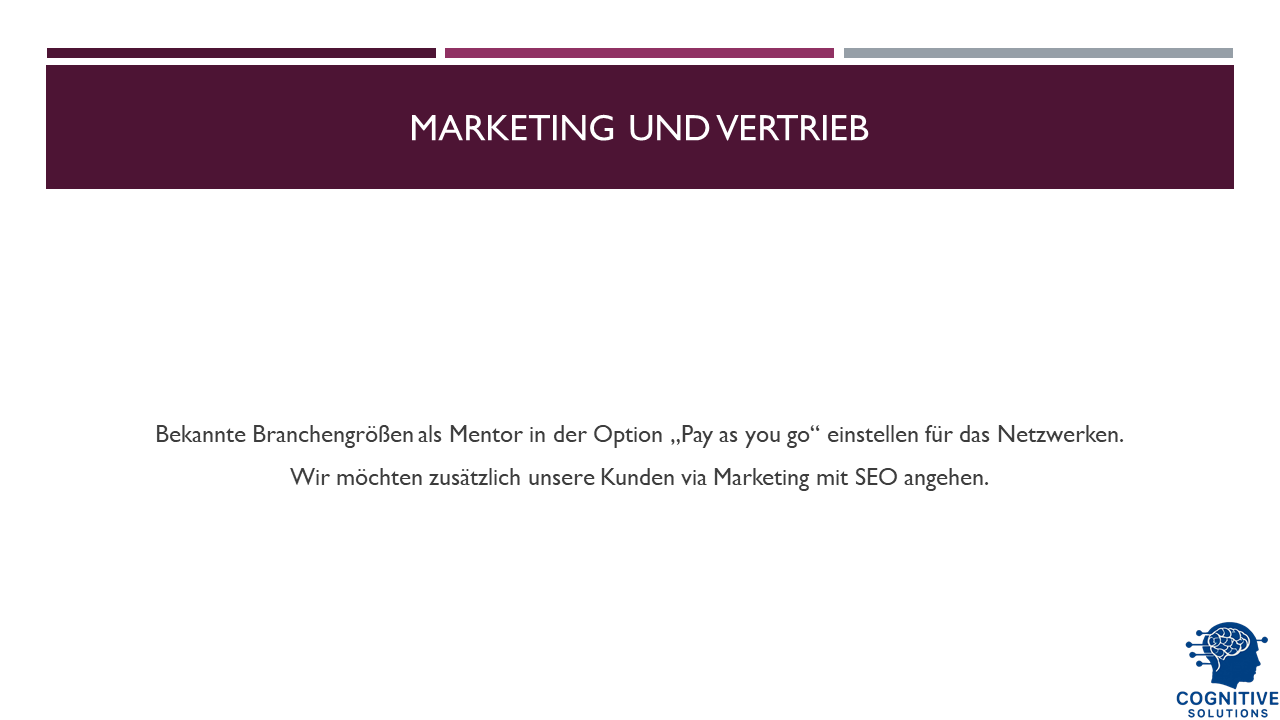 MARKETING UND VERTRIEB
Bekannte Branchengrößen als Mentor in der Option „Pay as you go“ einstellen für das Netzwerken.
Wir möchten zusätzlich unsere Kunden via Marketing mit SEO angehen.
COGNITIVE
SOLUTIONS